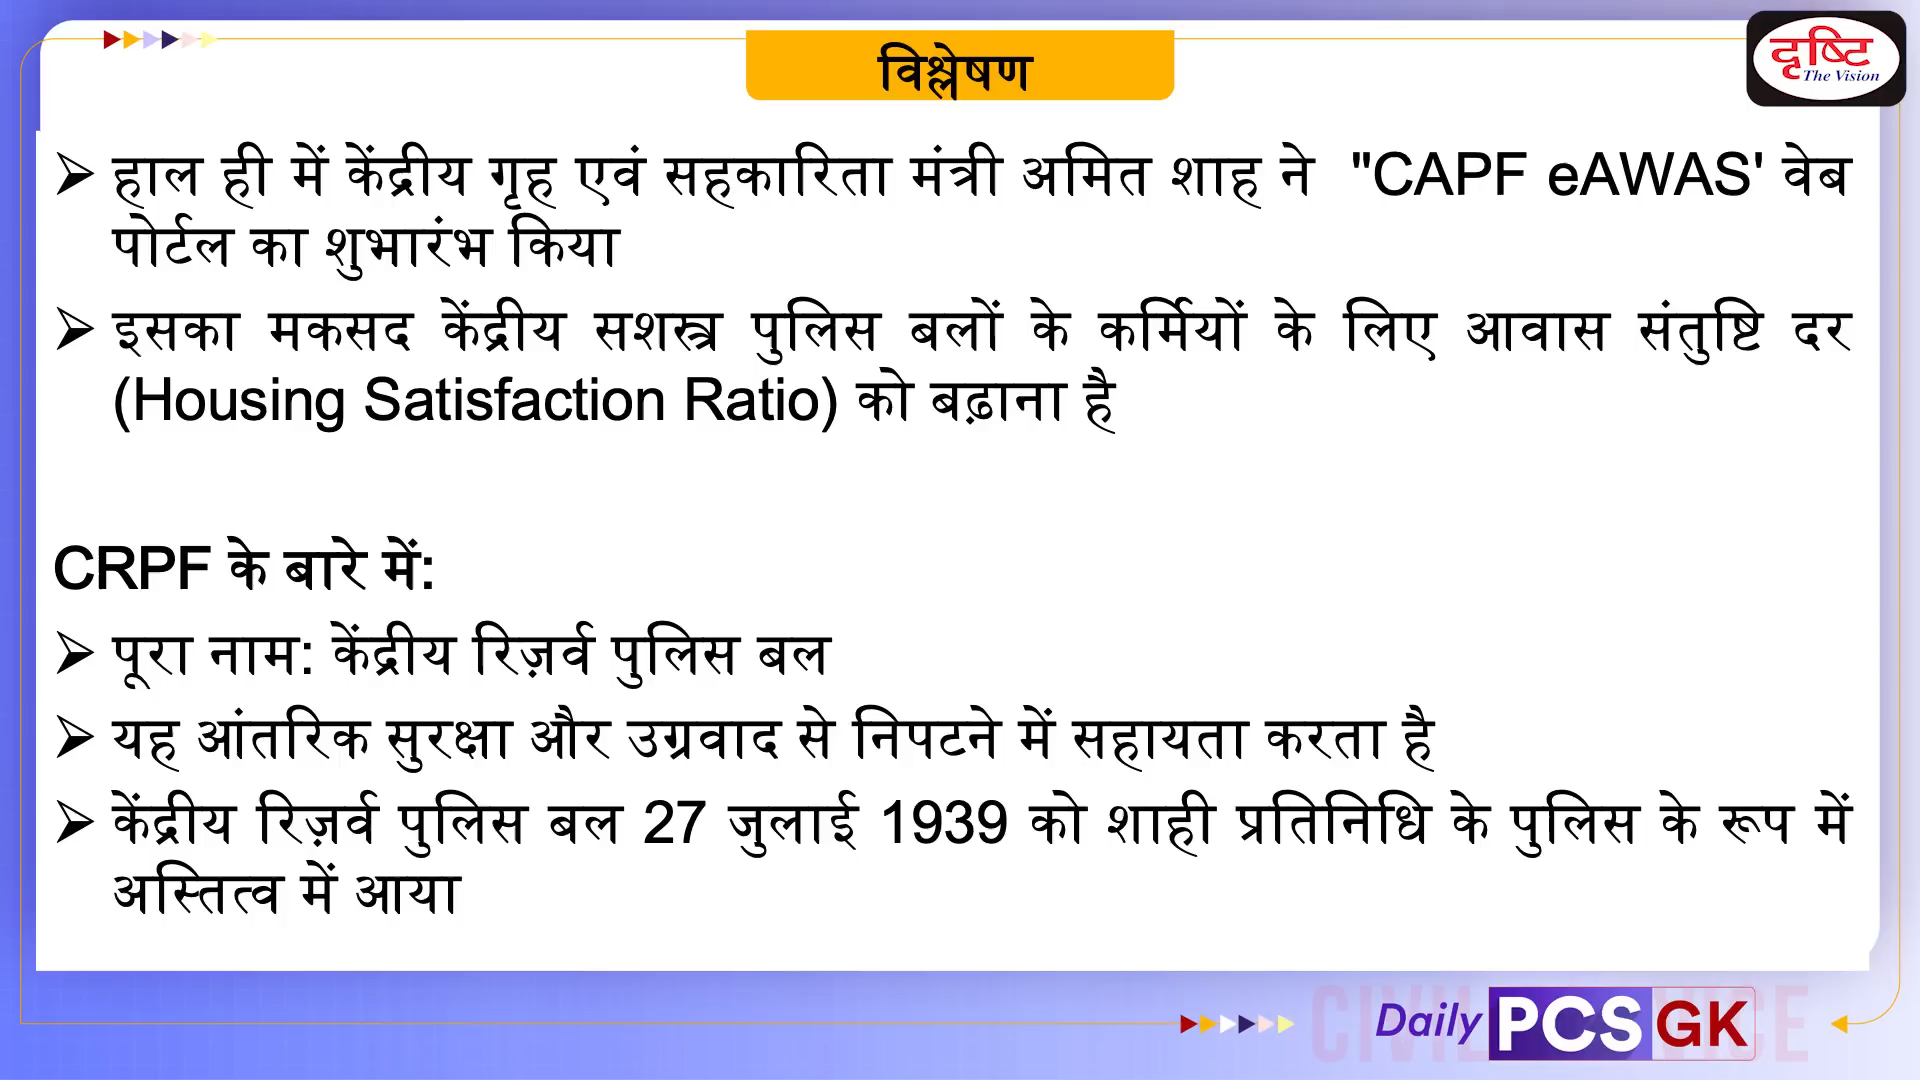 विश्लेषण
दृष्टि
The Vision
➢ हाल ही में केंद्रीय गृह एवं सहकारिता मंत्री अमित शाह ने "CAPF eAWAS' वेब
पोर्टल का शुभारंभ किया
➢ इसका मकसद केंद्रीय सशस्त्र पुलिस बलों के कर्मियों के लिए आवास संतुष्टि दर
(Housing Satisfaction Ratio) को बढ़ाना है
CRPF के बारे में:
➢ पूरा नाम: केंद्रीय रिज़र्व पुलिस बल
➢ यह आंतरिक सुरक्षा और उग्रवाद से निपटने में सहायता करता है
➢ केंद्रीय रिज़र्व पुलिस बल 27 जुलाई 1939 को शाही प्रतिनिधि के पुलिस के रूप में
अस्तित्व में आया
Daily PCS GK